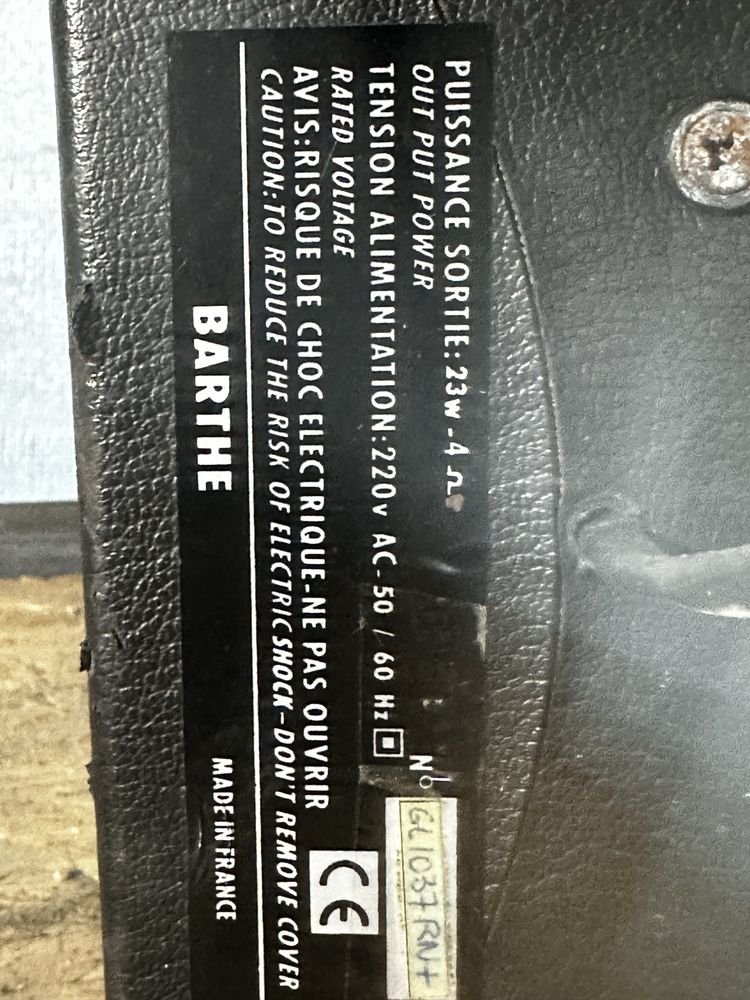 PUISSANCE SORTIE:23w-4 Ω
OUT PUT POWER
TENSION ALIMENTATION:220v AC-50 / 60 Hz
RATED VOLTAGE
N° GL1037RN+
AVIS:RISQUE DE CHOC ELECTRIQUE-NE PAS OUVRIR
CAUTION:TO REDUCE THE RISK OF ELECTRIC SHOCK-DON'T REMOVE COVER
CE
BARTHE
MADE IN FRANCE